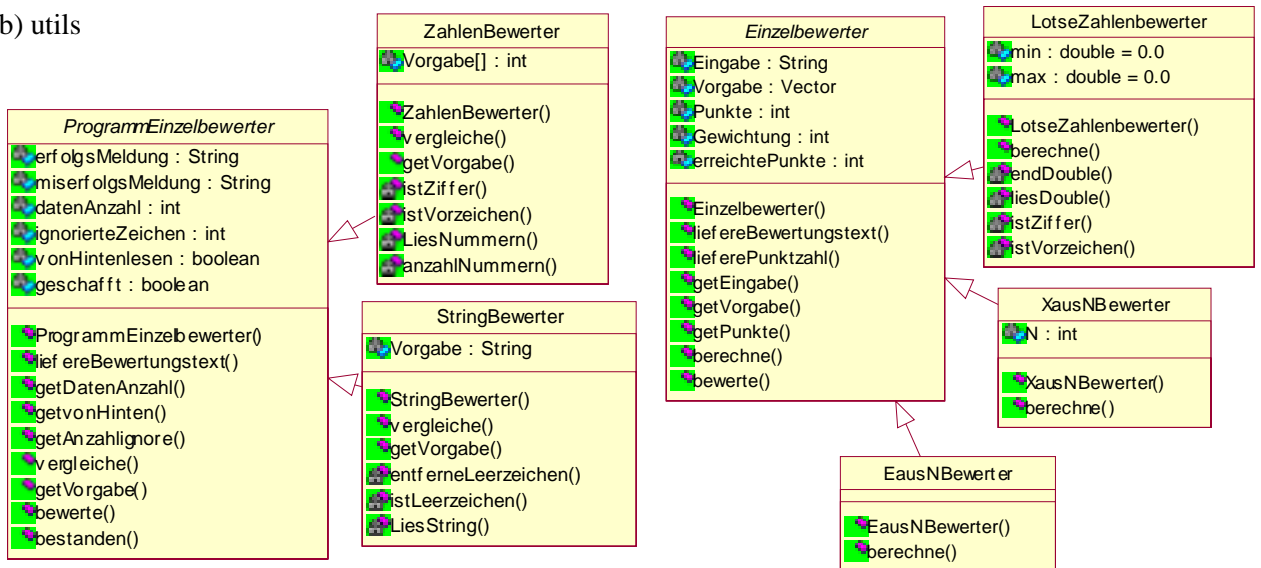 b) utils
ProgrammEinzelbewerter
erfolgsMeldung : String
miserfolgsMeldung : String
datenAnzahl : int
ignorierteZeichen : int
vonHintenlesen : boolean
geschafft : boolean
ProgrammEinzelbewerter()
liefereBewertungstext()
getDatenAnzahl()
getvonHinten()
getAnzahlignore()
vergleiche()
getVorgabe()
bewerte()
bestanden()
ZahlenBewerter
Vorgabe[] : int
ZahlenBewerter()
vergleiche()
getVorgabe()
istZiffer()
istVorzeichen()
LiesNummern()
anzahlNummern()
StringBewerter
Vorgabe : String
StringBewerter()
vergleiche()
getVorgabe()
entferneLeerzeichen()
istLeerzeichen()
LiesString()
Einzelbewerter
Eingabe : String
Vorgabe : Vector
Punkte : int
Gewichtung : int
erreichtePunkte : int
Einzelbewerter()
liefereBewertungstext()
lieferePunktzahl()
getEingabe()
getVorgabe()
getPunkte()
berechne()
bewerte()
LotseZahlenbewerter
min : double = 0.0
max : double = 0.0
LotseZahlenbewerter()
berechne()
endDouble()
liesDouble()
istZiffer()
istVorzeichen()
XausNBewerter
N : int
XausNBewerter()
berechne()
EausNBewerter
EausNBewerter()
berechne()